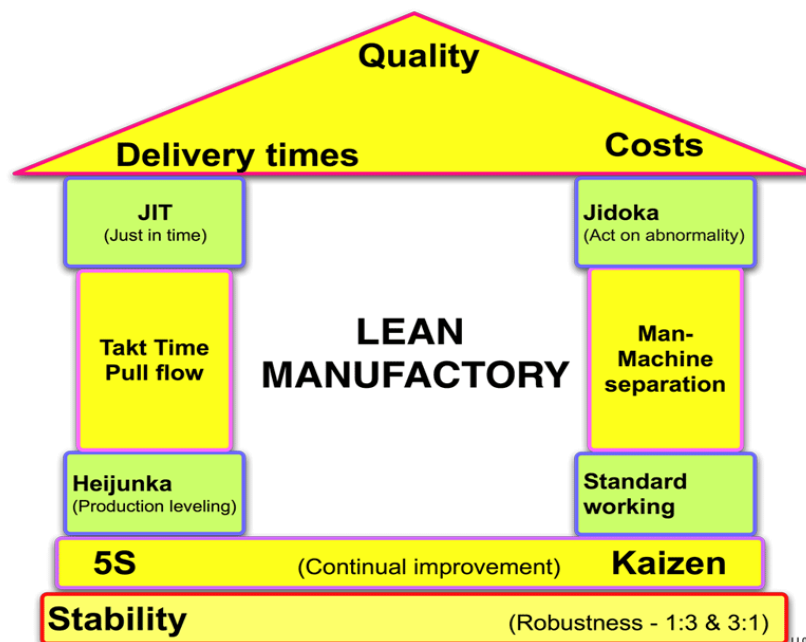 Quality
Delivery times
Costs
JIT
(Just in time)
Jidoka
(Act on abnormality)
Takt Time
Pull flow
LEAN
MANUFACTORY
Man-
Machine
separation
Heijunka
(Production leveling)
Standard
working
5S (Continual improvement) Kaizen
Stability (Robustness - 1:3 & 3:1)